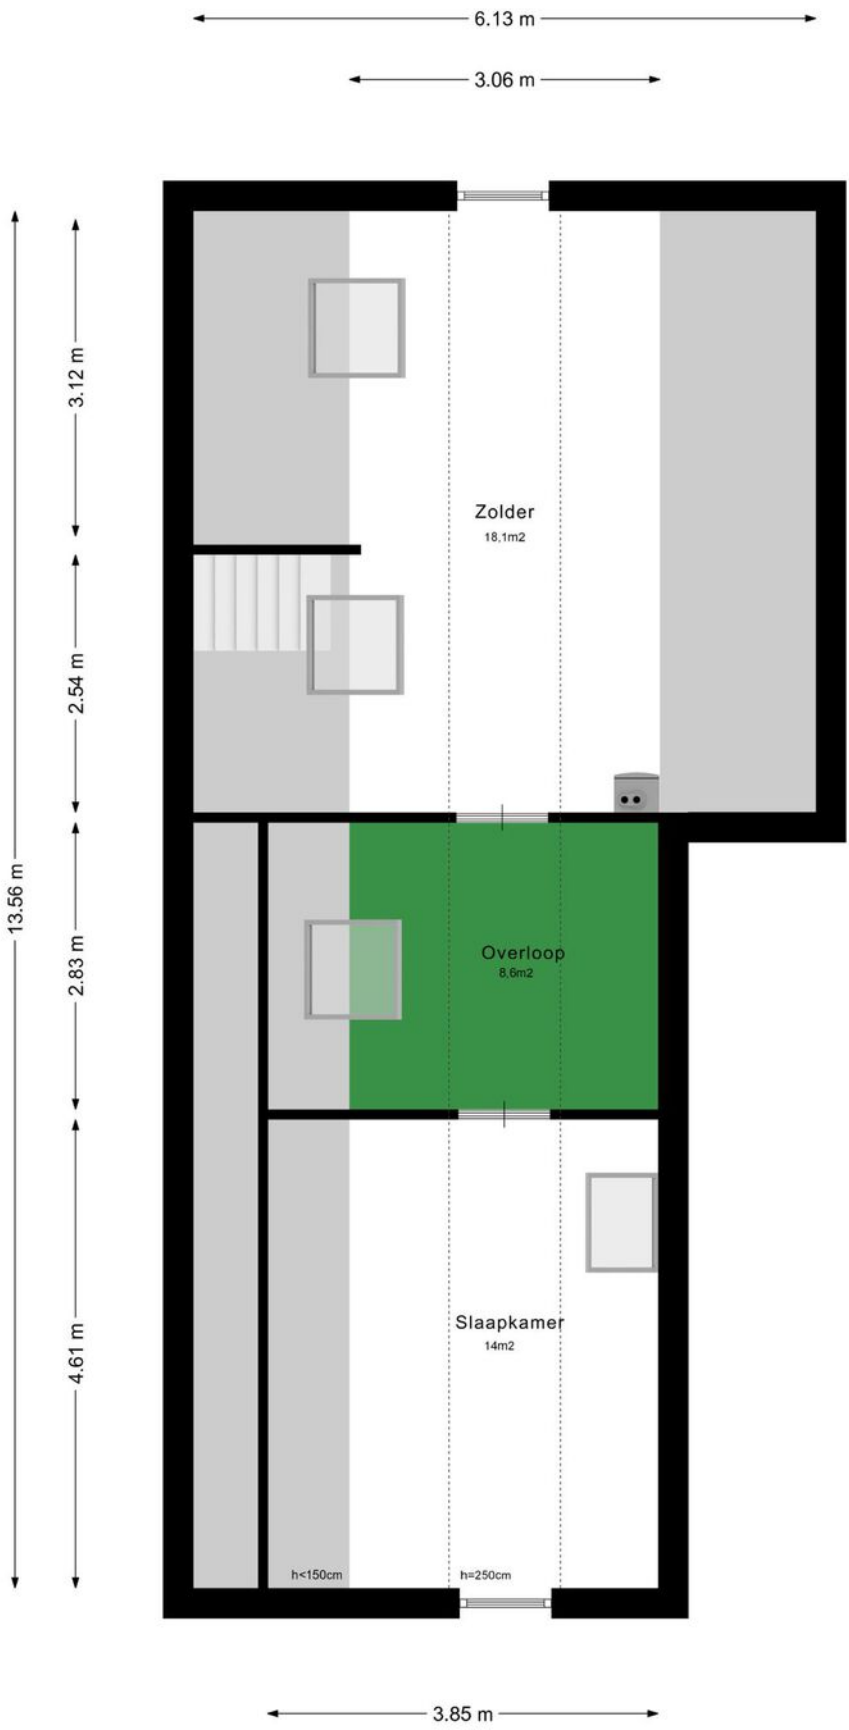 6.13 m
3.06 m
3.12 m
Zolder
18,1m2
2.54 m
13.56 m
2.83 m
Overloop
8,6m2
4.61 m
Slaapkamer
14m2
h<150cm
h=250cm
3.85 m